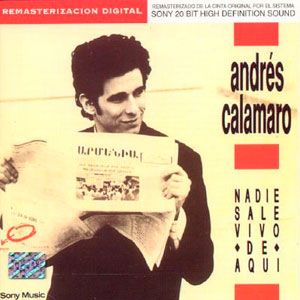 REMASTERIZACION DIGITAL
REMASTERIZADO DE LA CINTA ORIGINAL POR EL SISTEMA
SONY 20 BIT HIGH DEFINITION SOUND
andrés
calamaro
ԱՐՄԵՆԻԱ
NADIE
SALE
VIVO
DE
AQUI
Sony Music